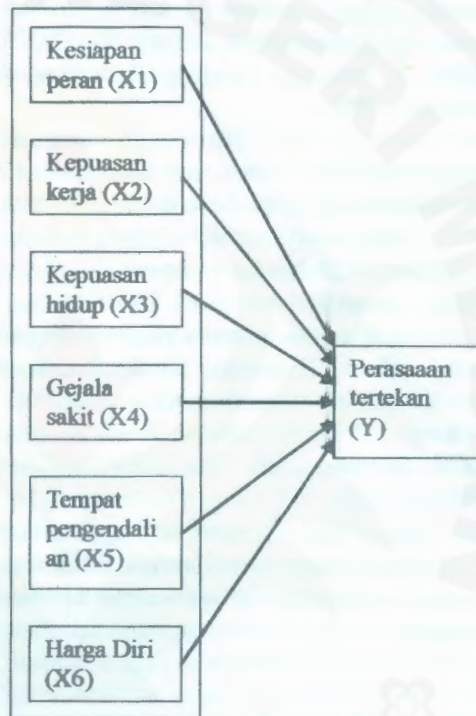 Kesiapan
peran (X1)
Kepuasan
kerja (X2)
Kepuasan
hidup (X3)
Gejala
sakit (X4)
Tempat
pengendali
an (X5)
Harga Diri
(X6)
Perasaaan
tertekan
(Y)